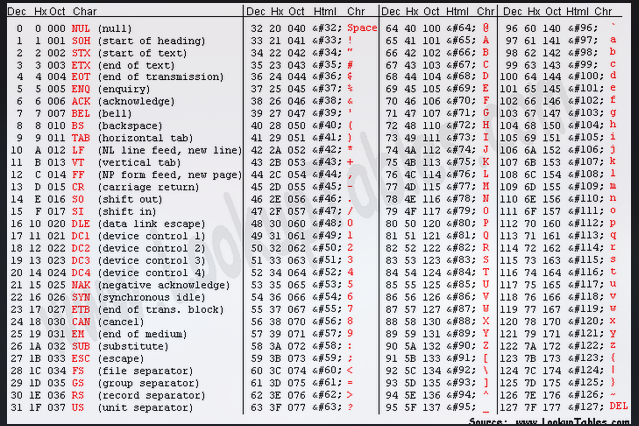 Dec Hx Oct Char Dec Hx Oct Html Chr Dec Hx Oct Html Chr Dec Hx Oct Html Chr
0 0 000 NUL (null) 32 20 040 &#32; Space 64 40 100 &#64; @ 96 60 140 &#96; `
1 1 001 SOH (start of heading) 33 21 041 &#33; ! 65 41 101 &#65; A 97 61 141 &#97; a
2 2 002 STX (start of text) 34 22 042 &#34; " 66 42 102 &#66; B 98 62 142 &#98; b
3 3 003 ETX (end of text) 35 23 043 &#35; # 67 43 103 &#67; C 99 63 143 &#99; c
4 4 004 EOT (end of transmission) 36 24 044 &#36; $ 68 44 104 &#68; D 100 64 144 &#100; d
5 5 005 ENQ (enquiry) 37 25 045 &#37; % 69 45 105 &#69; E 101 65 145 &#101; e
6 6 006 ACK (acknowledge) 38 26 046 &#38; & 70 46 106 &#70; F 102 66 146 &#102; f
7 7 007 BEL (bell) 39 27 047 &#39; ' 71 47 107 &#71; G 103 67 147 &#103; g
8 8 010 BS (backspace) 40 28 050 &#40; ( 72 48 110 &#72; H 104 68 150 &#104; h
9 9 011 TAB (horizontal tab) 41 29 051 &#41; ) 73 49 111 &#73; I 105 69 151 &#105; i
10 A 012 LF (NL line feed, new line) 42 2A 052 &#42; * 74 4A 112 &#74; J 106 6A 152 &#106; j
11 B 013 VT (vertical tab) 43 2B 053 &#43; + 75 4B 113 &#75; K 107 6B 153 &#107; k
12 C 014 FF (NP form feed, new page) 44 2C 054 &#44; , 76 4C 114 &#76; L 108 6C 154 &#108; l
13 D 015 CR (carriage return) 45 2D 055 &#45; - 77 4D 115 &#77; M 109 6D 155 &#109; m
14 E 016 SO (shift out) 46 2E 056 &#46; . 78 4E 116 &#78; N 110 6E 156 &#110; n
15 F 017 SI (shift in) 47 2F 057 &#47; / 79 4F 117 &#79; O 111 6F 157 &#111; o
16 10 020 DLE (data link escape) 48 30 060 &#48; 0 80 50 120 &#80; P 112 70 160 &#112; p
17 11 021 DC1 (device control 1) 49 31 061 &#49; 1 81 51 121 &#81; Q 113 71 161 &#113; q
18 12 022 DC2 (device control 2) 50 32 062 &#50; 2 82 52 122 &#82; R 114 72 162 &#114; r
19 13 023 DC3 (device control 3) 51 33 063 &#51; 3 83 53 123 &#83; S 115 73 163 &#115; s
20 14 024 DC4 (device control 4) 52 34 064 &#52; 4 84 54 124 &#84; T 116 74 164 &#116; t
21 15 025 NAK (negative acknowledge) 53 35 065 &#53; 5 85 55 125 &#85; U 117 75 165 &#117; u
22 16 026 SYN (synchronous idle) 54 36 066 &#54; 6 86 56 126 &#86; V 118 76 166 &#118; v
23 17 027 ETB (end of trans. block) 55 37 067 &#55; 7 87 57 127 &#87; W 119 77 167 &#119; w
24 18 030 CAN (cancel) 56 38 070 &#56; 8 88 58 130 &#88; X 120 78 170 &#120; x
25 19 031 EM (end of medium) 57 39 071 &#57; 9 89 59 131 &#89; Y 121 79 171 &#121; y
26 1A 032 SUB (substitute) 58 3A 072 &#58; : 90 5A 132 &#90; Z 122 7A 172 &#122; z
27 1B 033 ESC (escape) 59 3B 073 &#59; ; 91 5B 133 &#91; [ 123 7B 173 &#123; {
28 1C 034 FS (file separator) 60 3C 074 &#60; < 92 5C 134 &#92; \ 124 7C 174 &#124; |
29 1D 035 GS (group separator) 61 3D 075 &#61; = 93 5D 135 &#93; ] 125 7D 175 &#125; }
30 1E 036 RS (record separator) 62 3E 076 &#62; > 94 5E 136 &#94; ^ 126 7E 176 &#126; ~
31 1F 037 US (unit separator) 63 3F 077 &#63; ? 95 5F 137 &#95; _ 127 7F 177 &#127; DEL
Source: www.LookupTables.com